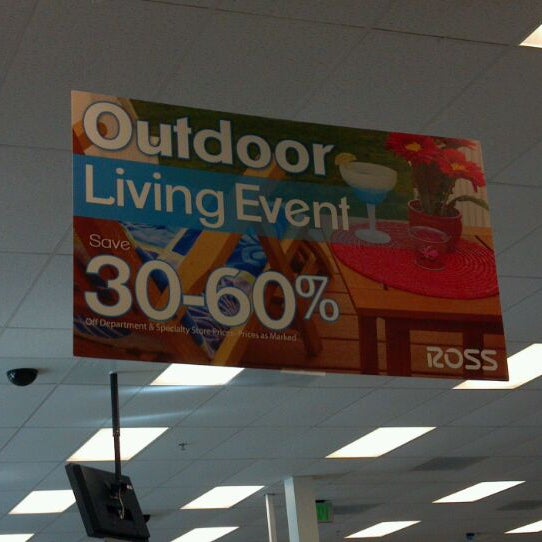 Outdoor
Living Event
Save
30-60%
Off Department & Specialty Store Prices. Prices as Marked.
ROSS